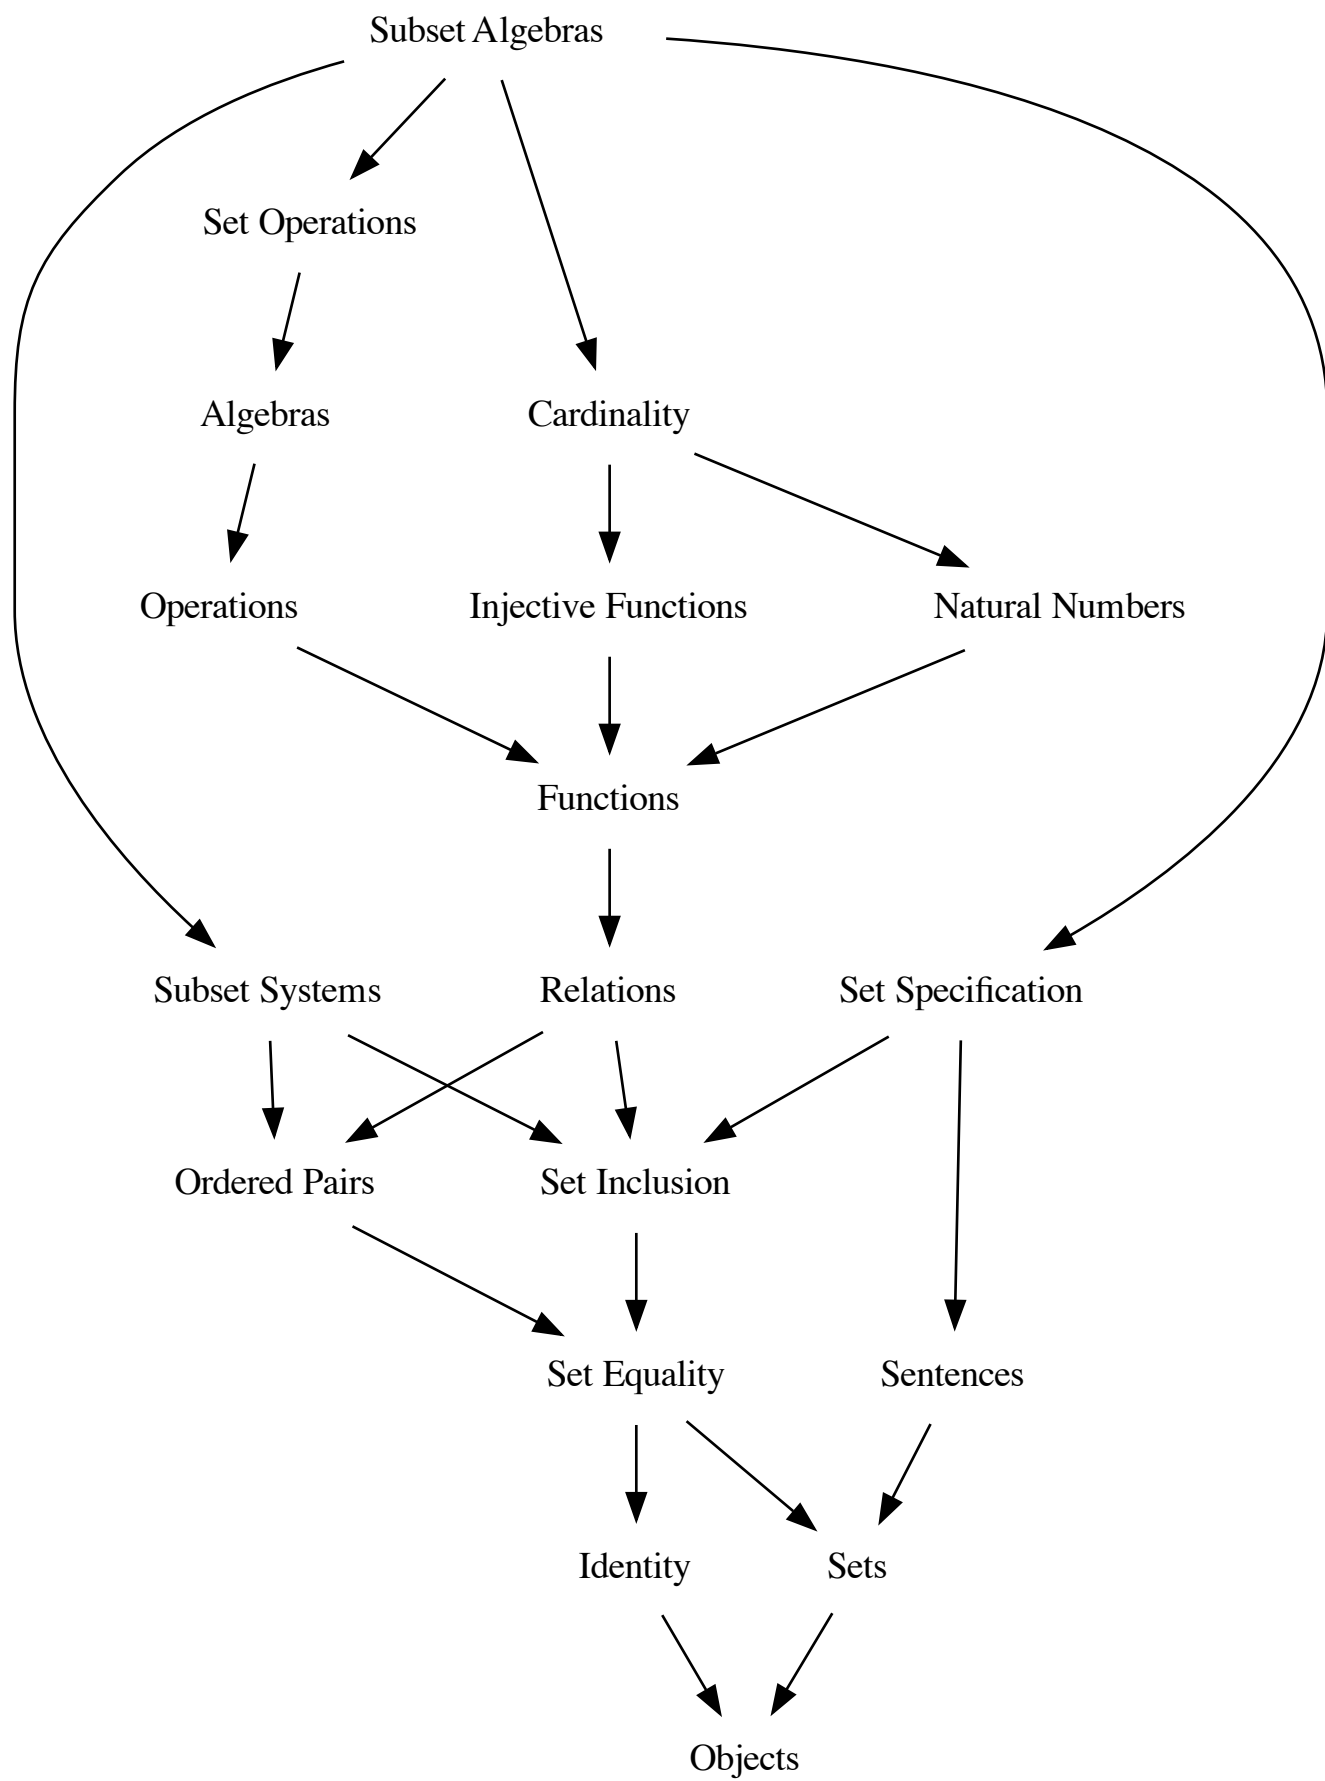 Subset Algebras
Set Operations
Algebras
Cardinality
Operations
Injective Functions
Natural Numbers
Functions
Subset Systems
Relations
Set Specification
Ordered Pairs
Set Inclusion
Set Equality
Sentences
Identity
Sets
Objects